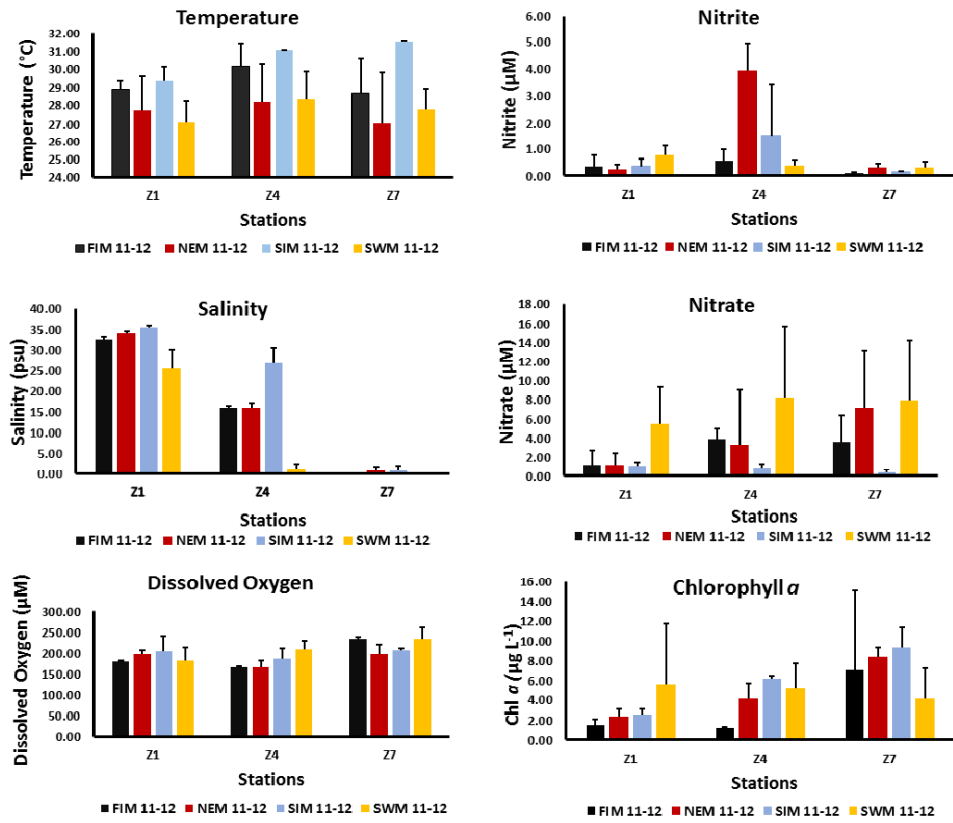 Temperature
Temperature (°C)
32.00
31.00
30.00
29.00
28.00
27.00
26.00
25.00
24.00
Z1 Z4 Z7
Stations
FIM 11-12 NEM 11-12 SIM 11-12 SWM 11-12
Nitrite
Nitrite (µM)
6.00
5.00
4.00
3.00
2.00
1.00
0.00
Z1 Z4 Z7
Stations
FIM 11-12 NEM 11-12 SIM 11-12 SWM 11-12
Salinity
Salinity (psu)
40.00
35.00
30.00
25.00
20.00
15.00
10.00
5.00
0.00
Z1 Z4 Z7
Stations
FIM 11-12 NEM 11-12 SIM 11-12 SWM 11-12
Nitrate
Nitrate (µM)
18.00
16.00
14.00
12.00
10.00
8.00
6.00
4.00
2.00
0.00
Z1 Z4 Z7
Stations
FIM 11-12 NEM 11-12 SIM 11-12 SWM 11-12
Dissolved Oxygen
Dissolved Oxygen (µM)
300.00
250.00
200.00
150.00
100.00
50.00
0.00
Z1 Z4 Z7
Stations
FIM 11-12 NEM 11-12 SIM 11-12 SWM 11-12
Chlorophyll a
Chl a (µg L⁻¹)
16.00
14.00
12.00
10.00
8.00
6.00
4.00
2.00
0.00
Z1 Z4 Z7
Stations
FIM 11-12 NEM 11-12 SIM 11-12 SWM 11-12